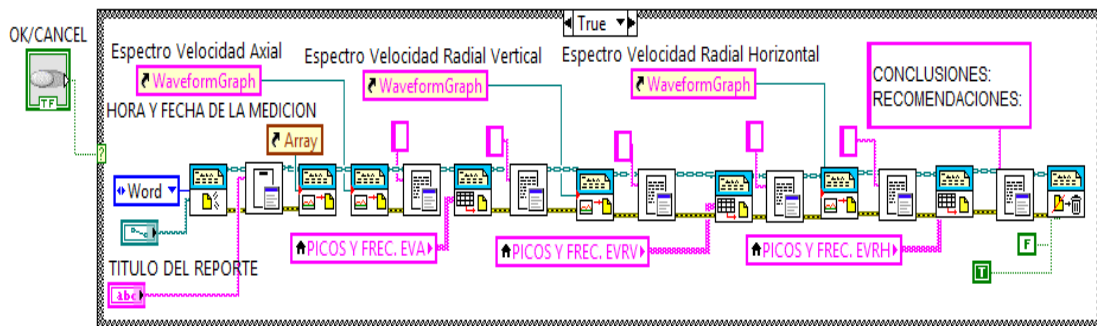 True
OK/CANCEL
TF
?
Espectro Velocidad Axial
WaveformGraph
Espectro Velocidad Radial Vertical
WaveformGraph
Espectro Velocidad Radial Horizontal
WaveformGraph
CONCLUSIONES:
RECOMENDACIONES:
HORA Y FECHA DE LA MEDICION
Array
Word
PICOS Y FREC. EVA
PICOS Y FREC. EVRV
PICOS Y FREC. EVRH
F
T
TITULO DEL REPORTE
abc